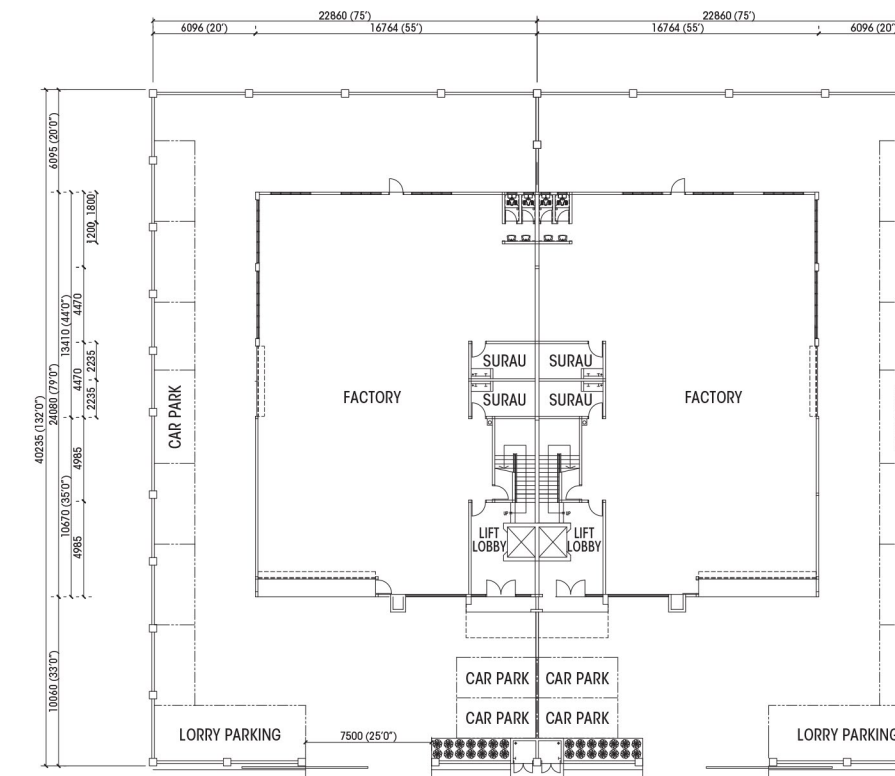 22860 (75')
22860 (75')
6096 (20')
16764 (55')
16764 (55')
6096 (20'
6095 (20'0")
1200
1800
4470
13410 (44'0")
2235
4470
2235
24080 (79'0")
40235 (132'0")
4985
10670 (35'0")
4985
10060 (33'0")
CAR PARK
FACTORY
SURAU
SURAU
SURAU
SURAU
FACTORY
UP
UP
LIFT
LOBBY
LIFT
LOBBY
CAR PARK
CAR PARK
CAR PARK
CAR PARK
LORRY PARKING
7500 (25'0")
LORRY PARKING